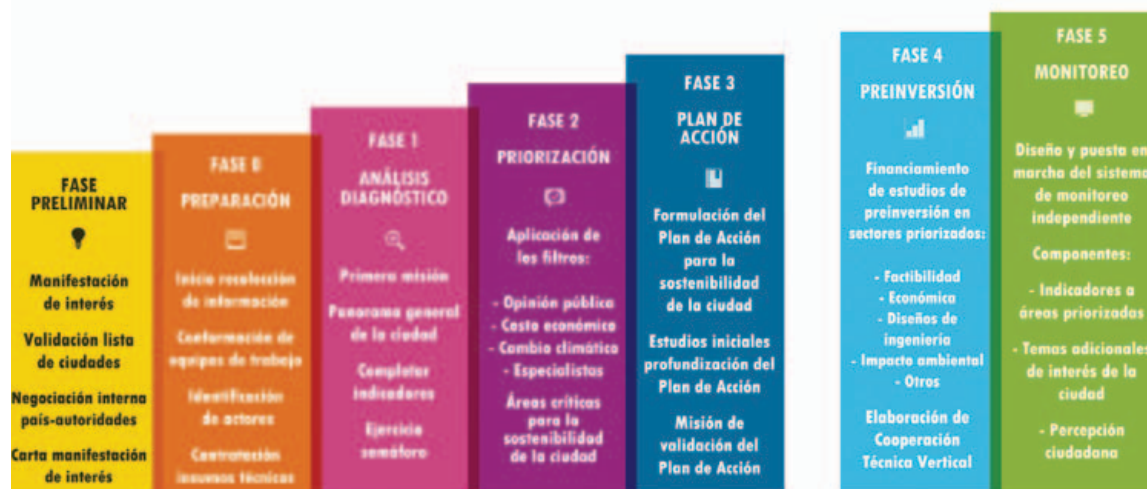 FASE
PRELIMINAR
Manifestación
de interés
Validación lista
de ciudades
Negociación interna
país-autoridades
Carta manifestación
de interés
FASE 0
PREPARACIÓN
Inicio recolección
de información
Conformación de
equipos de trabajo
Identificación
de actores
Contratación
insumos técnicos
FASE 1
ANÁLISIS
DIAGNÓSTICO
Primera misión
Panorama general
de la ciudad
Completar
indicadores
Ejercicio
semáforo
FASE 2
PRIORIZACIÓN
Aplicación de
los filtros:
- Opinión pública
- Costo económico
- Cambio climático
- Especialistas
Áreas críticas
para la
sostenibilidad
de la ciudad
FASE 3
PLAN DE
ACCIÓN
Formulación del
Plan de Acción
para la
sostenibilidad
de la ciudad
Estudios iniciales
profundización del
Plan de Acción
Misión de
validación del
Plan de Acción
FASE 4
PREINVERSIÓN
Financiamiento
de estudios de
preinversión en
sectores priorizados:
- Factibilidad
- Económica
- Diseños de
ingeniería
- Impacto ambiental
- Otros
Elaboración de
Cooperación
Técnica Vertical
FASE 5
MONITOREO
Diseño y puesta en
marcha del sistema
de monitoreo
independiente
Componentes:
- Indicadores a
áreas priorizadas
- Temas adicionales
de interés de la
ciudad
- Percepción
ciudadana